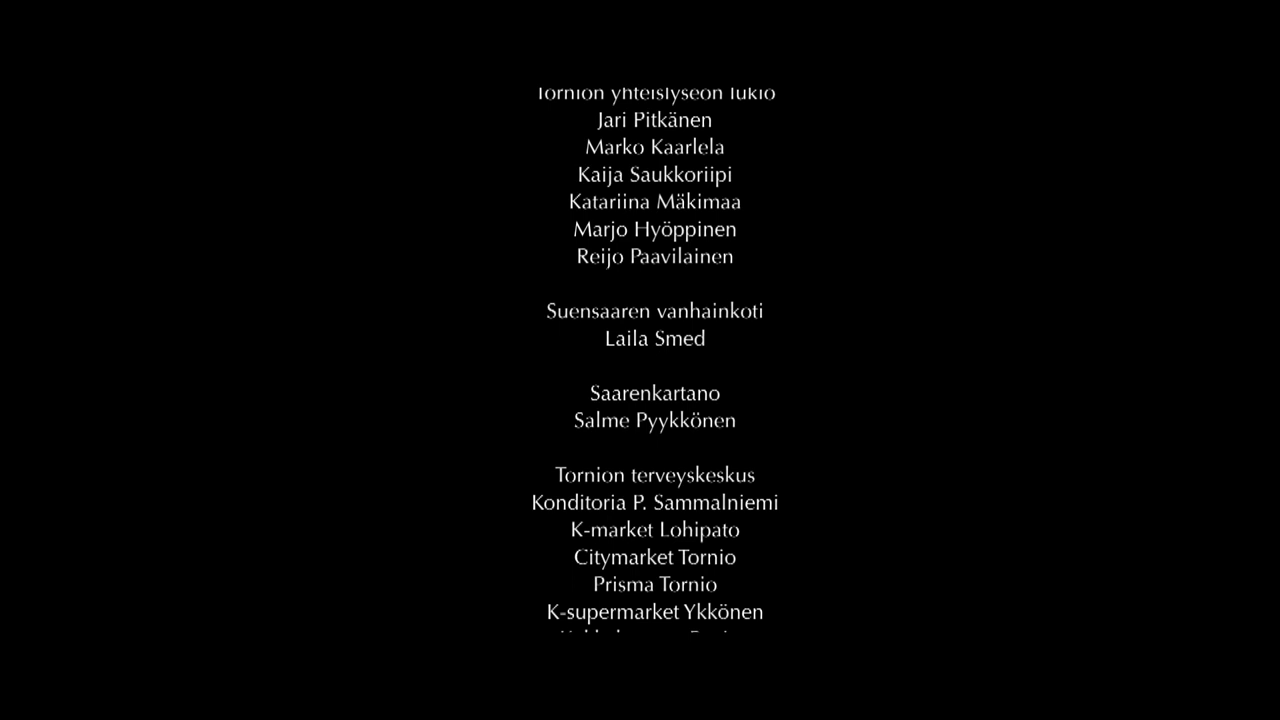 Tornion yhteislyseon lukio
Jari Pitkänen
Marko Kaarlela
Kaija Saukkoriipi
Katariina Mäkimaa
Marjo Hyöppinen
Reijo Paavilainen
Suensaaren vanhainkoti
Laila Smed
Saarenkartano
Salme Pyykkönen
Tornion terveyskeskus
Konditoria P. Sammalniemi
K-market Lohipato
Citymarket Tornio
Prisma Tornio
K-supermarket Ykkönen